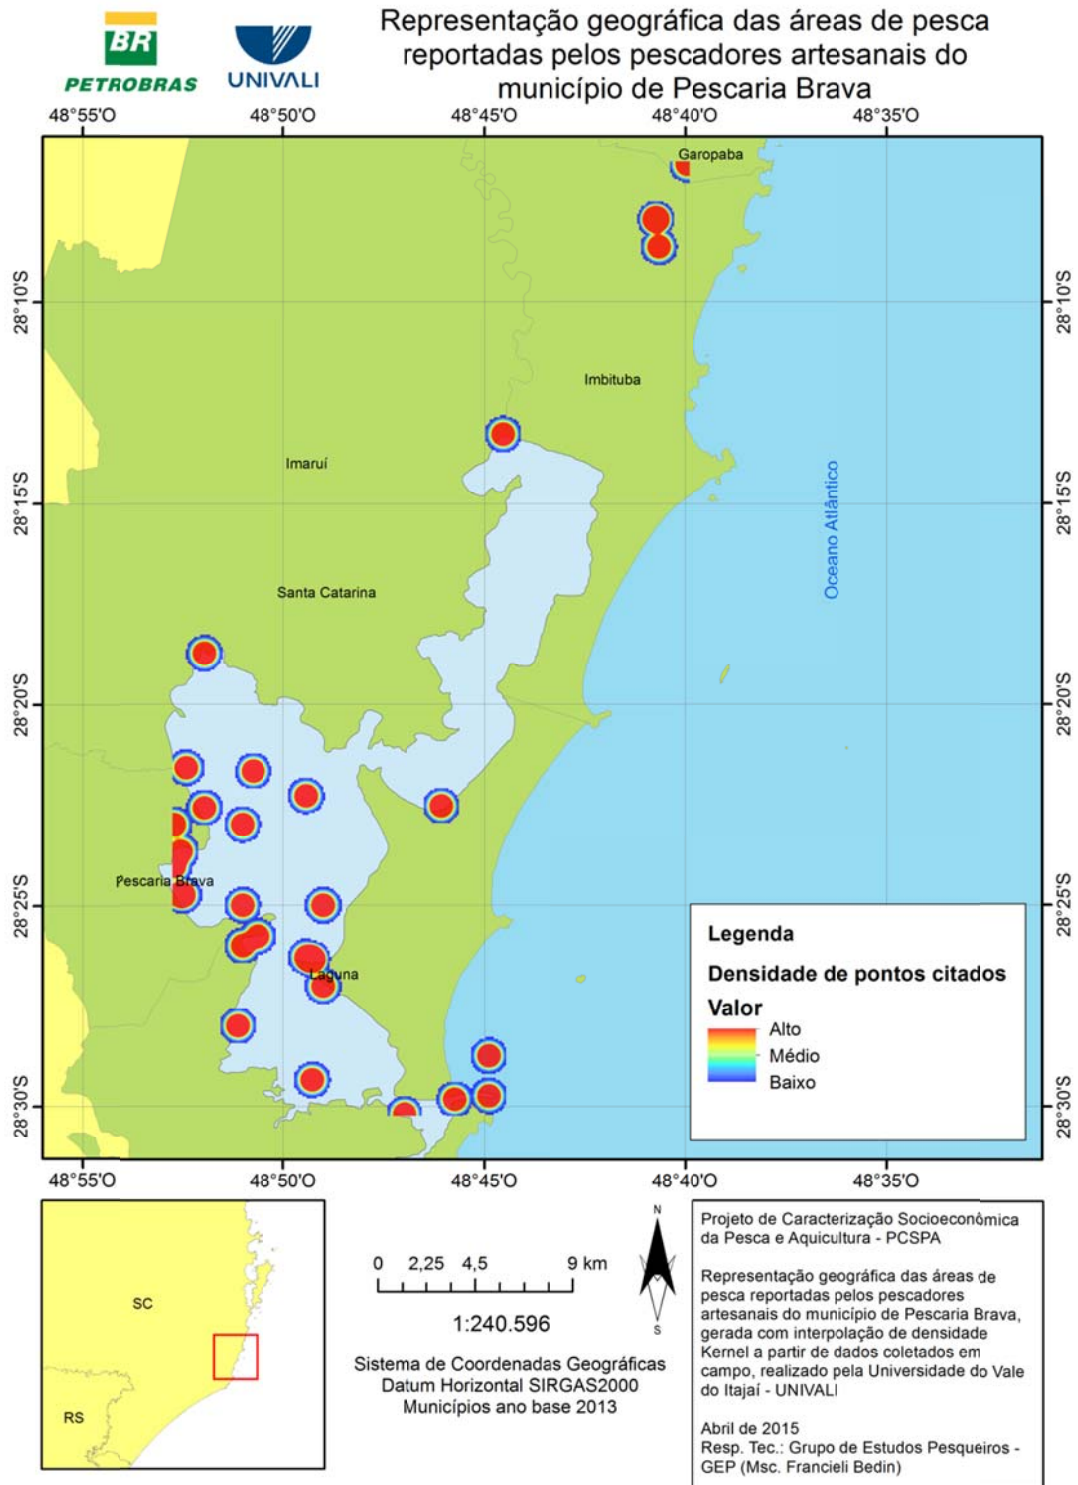 BR
PETROBRAS
UNIVALI
Representação geográfica das áreas de pesca
reportadas pelos pescadores artesanais do
município de Pescaria Brava
48°55'O 48°50'O 48°45'O 48°40'O 48°35'O
Garopaba
28°10'S 28°10'S
Imbituba
Imaruí
28°15'S 28°15'S
Oceano Atlântico
Santa Catarina
28°20'S 28°20'S
Pescaria Brava
28°25'S 28°25'S
Laguna
Legenda
Densidade de pontos citados
Valor
Alto
Médio
Baixo
28°30'S 28°30'S
48°55'O 48°50'O 48°45'O 48°40'O 48°35'O
SC
RS
0 2,25 4,5 9 km
1:240.596
Sistema de Coordenadas Geográficas
Datum Horizontal SIRGAS2000
Municípios ano base 2013
N
S
Projeto de Caracterização Socioeconômica
da Pesca e Aquicultura - PCSPA
Representação geográfica das áreas de
pesca reportadas pelos pescadores
artesanais do município de Pescaria Brava,
gerada com interpolação de densidade
Kernel a partir de dados coletados em
campo, realizado pela Universidade do Vale
do Itajaí - UNIVALI
Abril de 2015
Resp. Tec.: Grupo de Estudos Pesqueiros -
GEP (Msc. Francieli Bedin)